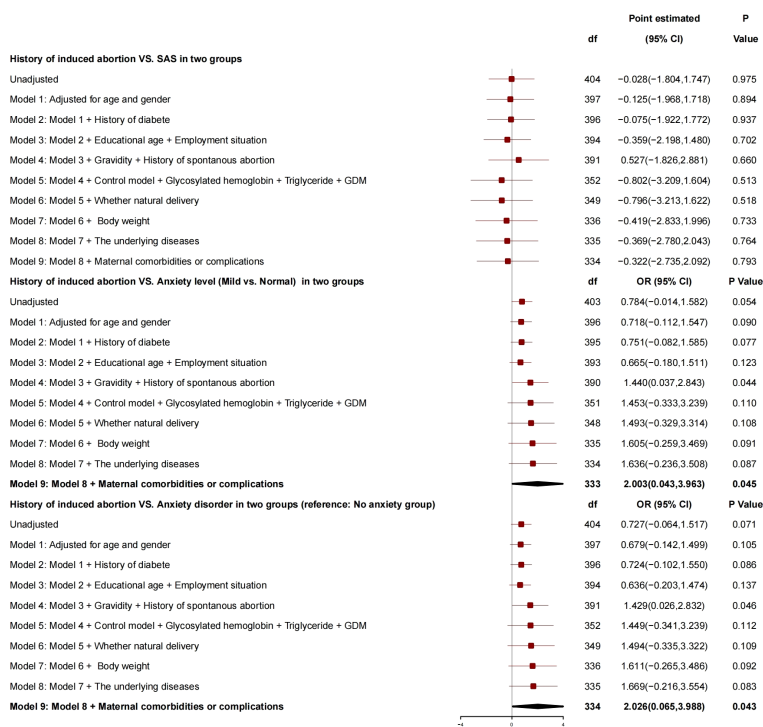 Point estimated P
df (95% CI) Value
History of induced abortion VS. SAS in two groups
Unadjusted 404 −0.028(−1.804,1.747) 0.975
Model 1: Adjusted for age and gender 397 −0.125(−1.968,1.718) 0.894
Model 2: Model 1 + History of diabete 396 −0.075(−1.922,1.772) 0.937
Model 3: Model 2 + Educational age + Employment situation 394 −0.359(−2.198,1.480) 0.702
Model 4: Model 3 + Gravidity + History of spontanous abortion 391 0.527(−1.826,2.881) 0.660
Model 5: Model 4 + Control model + Glycosylated hemoglobin + Triglyceride + GDM 352 −0.802(−3.209,1.604) 0.513
Model 6: Model 5 + Whether natural delivery 349 −0.796(−3.213,1.622) 0.518
Model 7: Model 6 + Body weight 336 −0.419(−2.833,1.996) 0.733
Model 8: Model 7 + The underlying diseases 335 −0.369(−2.780,2.043) 0.764
Model 9: Model 8 + Maternal comorbidities or complications 334 −0.322(−2.735,2.092) 0.793
History of induced abortion VS. Anxiety level (Mild vs. Normal) in two groups df OR (95% CI) P Value
Unadjusted 403 0.784(−0.014,1.582) 0.054
Model 1: Adjusted for age and gender 396 0.718(−0.112,1.547) 0.090
Model 2: Model 1 + History of diabete 395 0.751(−0.082,1.585) 0.077
Model 3: Model 2 + Educational age + Employment situation 393 0.665(−0.180,1.511) 0.123
Model 4: Model 3 + Gravidity + History of spontanous abortion 390 1.440(0.037,2.843) 0.044
Model 5: Model 4 + Control model + Glycosylated hemoglobin + Triglyceride + GDM 351 1.453(−0.333,3.239) 0.110
Model 6: Model 5 + Whether natural delivery 348 1.493(−0.329,3.314) 0.108
Model 7: Model 6 + Body weight 335 1.605(−0.259,3.469) 0.091
Model 8: Model 7 + The underlying diseases 334 1.636(−0.236,3.508) 0.087
Model 9: Model 8 + Maternal comorbidities or complications 333 2.003(0.043,3.963) 0.045
History of induced abortion VS. Anxiety disorder in two groups (reference: No anxiety group) df OR (95% CI) P Value
Unadjusted 404 0.727(−0.064,1.517) 0.071
Model 1: Adjusted for age and gender 397 0.679(−0.142,1.499) 0.105
Model 2: Model 1 + History of diabete 396 0.724(−0.102,1.550) 0.086
Model 3: Model 2 + Educational age + Employment situation 394 0.636(−0.203,1.474) 0.137
Model 4: Model 3 + Gravidity + History of spontanous abortion 391 1.429(0.026,2.832) 0.046
Model 5: Model 4 + Control model + Glycosylated hemoglobin + Triglyceride + GDM 352 1.449(−0.341,3.239) 0.112
Model 6: Model 5 + Whether natural delivery 349 1.494(−0.335,3.322) 0.109
Model 7: Model 6 + Body weight 336 1.611(−0.265,3.486) 0.092
Model 8: Model 7 + The underlying diseases 335 1.669(−0.216,3.554) 0.083
Model 9: Model 8 + Maternal comorbidities or complications 334 2.026(0.065,3.988) 0.043
−4 0 4